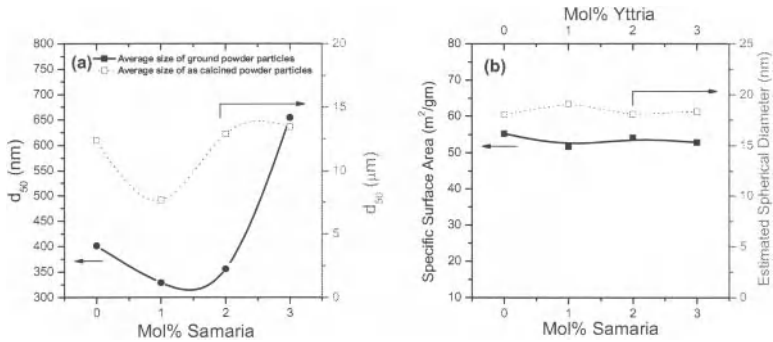 (a)
Average size of ground powder particles
Average size of as calcined powder particles
d50 (nm)
800
750
700
650
600
550
500
450
400
350
300
20
15
10
5
0
d50 (μm)
0 1 2 3
Mol% Samaria
Mol% Yttria
0 1 2 3
(b)
Specific Surface Area (m²/gm)
80
70
60
50
40
30
20
10
25
20
15
10
5
0
Estimated Spherical Diameter (nm)
0 1 2 3
Mol% Samaria